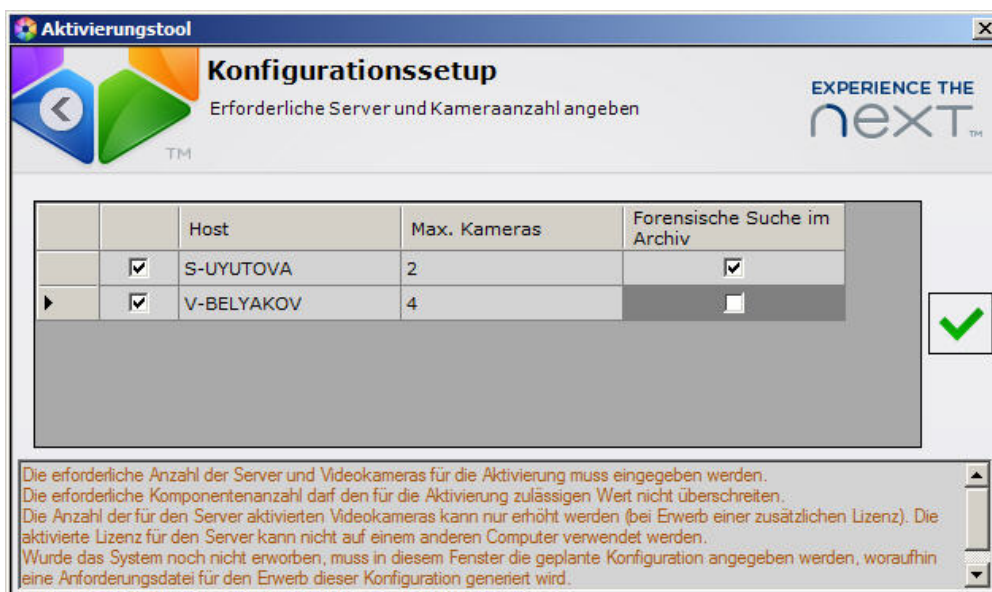 Aktivierungstool
Konfigurationssetup
Erforderliche Server und Kameraanzahl angeben
EXPERIENCE THE
next™
TM
Host Max. Kameras Forensische Suche im
Archiv
S-UYUTOVA 2
V-BELYAKOV 4
Die erforderliche Anzahl der Server und Videokameras für die Aktivierung muss eingegeben werden.
Die erforderliche Komponentenanzahl darf den für die Aktivierung zulässigen Wert nicht überschreiten.
Die Anzahl der für den Server aktivierten Videokameras kann nur erhöht werden (bei Erwerb einer zusätzlichen Lizenz). Die
aktivierte Lizenz für den Server kann nicht auf einem anderen Computer verwendet werden.
Wurde das System noch nicht erworben, muss in diesem Fenster die geplante Konfiguration angegeben werden, woraufhin
eine Anforderungsdatei für den Erwerb dieser Konfiguration generiert wird.